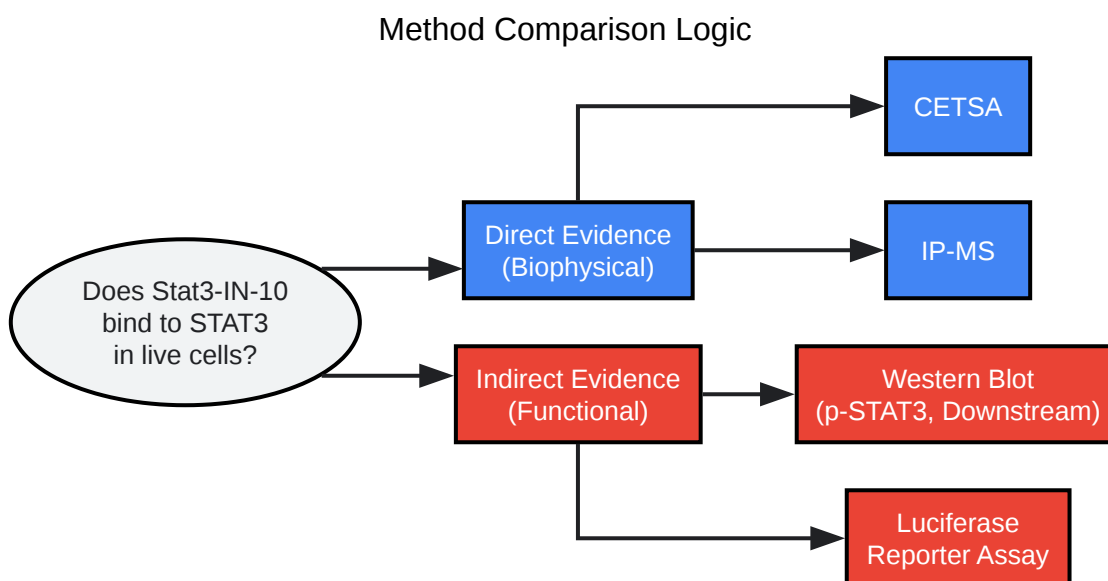 Method Comparison Logic
CETSA
Direct Evidence
(Biophysical)
IP-MS
Does Stat3-IN-10
bind to STAT3
in live cells?
Indirect Evidence
(Functional)
Western Blot
(p-STAT3, Downstream)
Luciferase
Reporter Assay